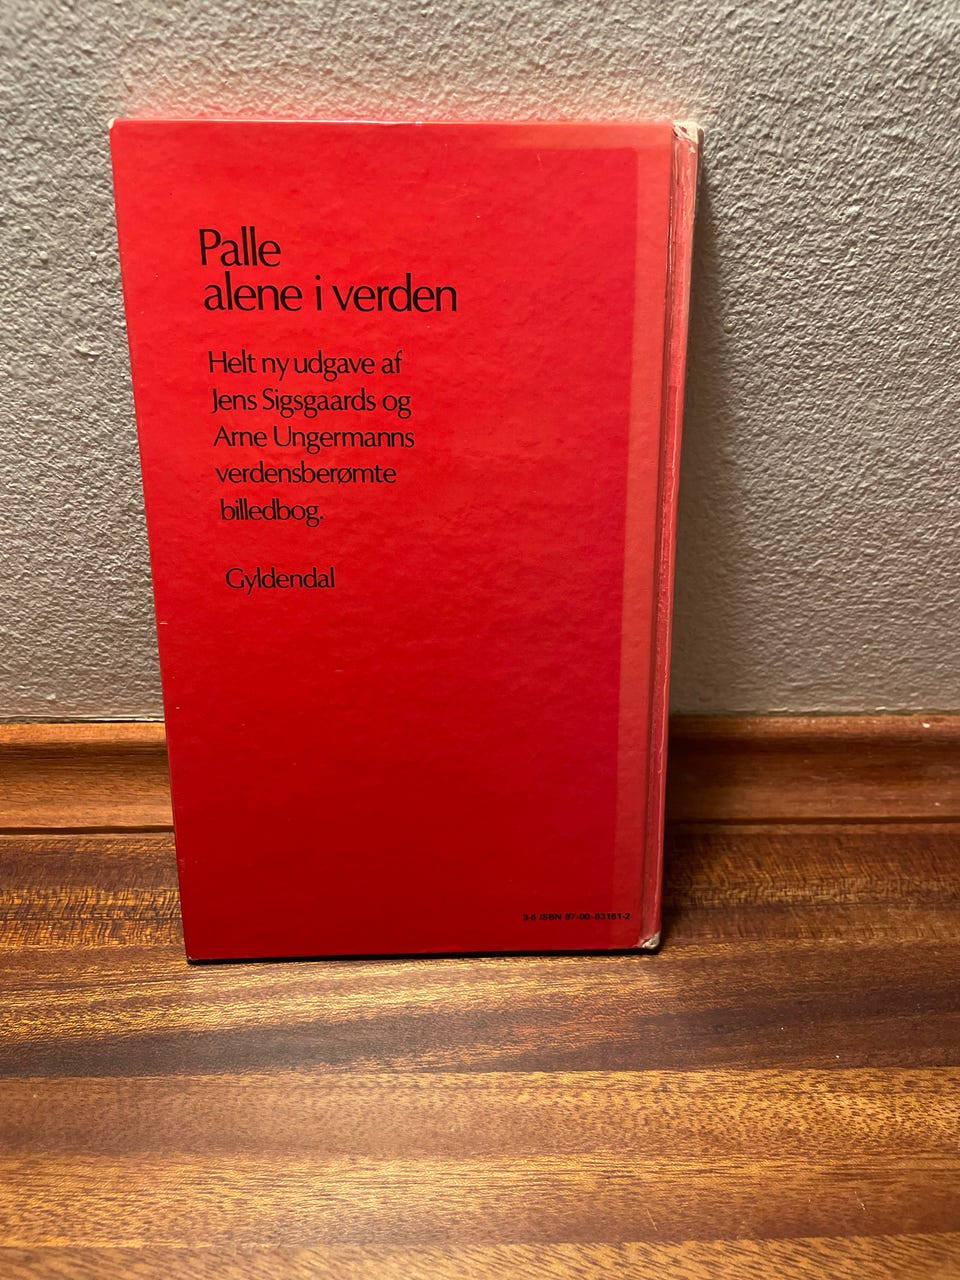 Palle
alene i verden
Helt ny udgave af
Jens Sigsgaards og
Arne Ungermanns
verdensberømte
billedbog.
Gyldendal
3-6 ISBN 87-00-63161-2